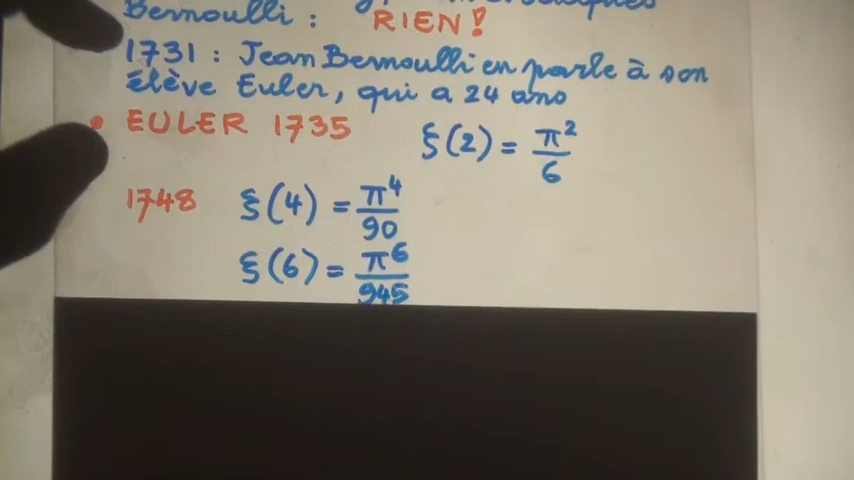 Bernoulli : RIEN!
1731 : Jean Bernoulli en parle à son
élève Euler, qui a 24 ans
• EULER 1735 ξ(2) = π²/6
1748 ξ(4) = π⁴/90
ξ(6) = π⁶/945